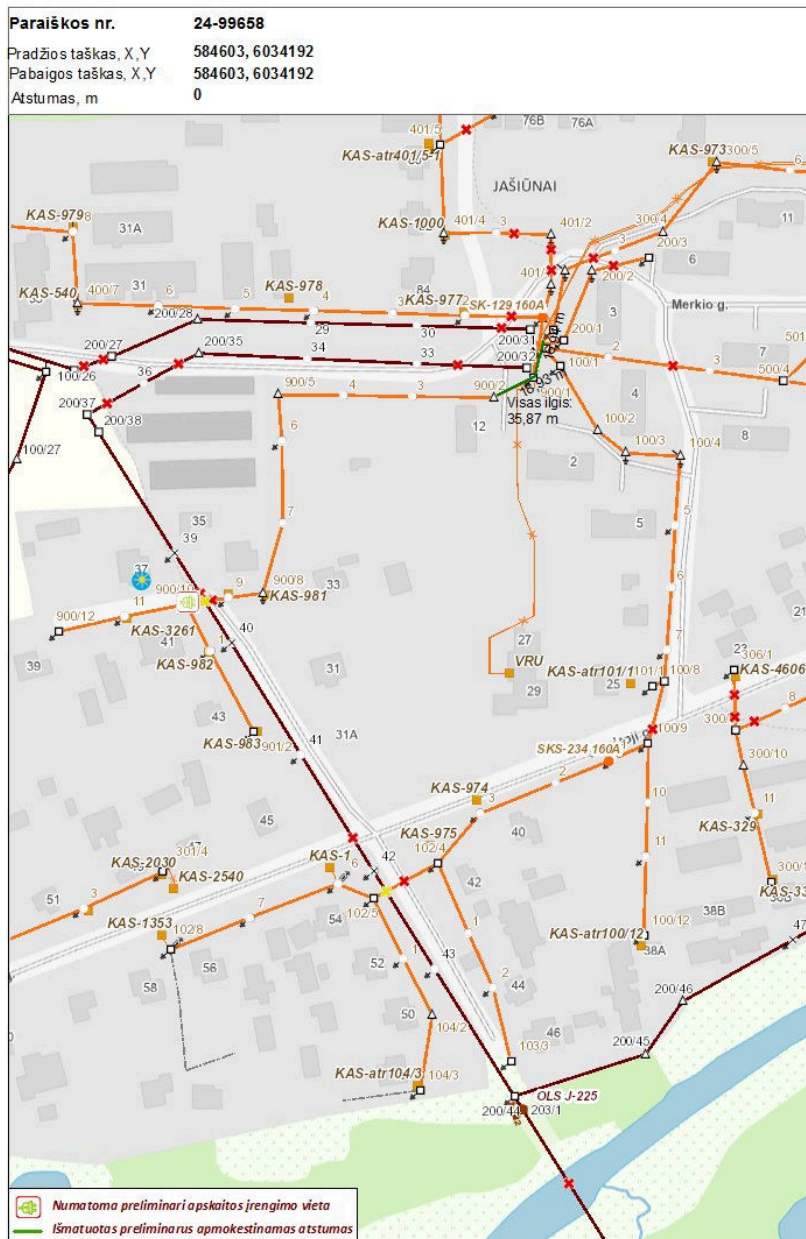 Paraiškos nr. 24-99658
Pradžios taškas, X,Y 584603, 6034192
Pabaigos taškas, X,Y 584603, 6034192
Atstumas, m 0
401/5
76B
76A
KAS-atr401/5-1
KAS-973
300/5
6
JAŠIŪNAI
KAS-979
8
31A
KAS-1000
401/4
3
401/2
300/4
3
11
200/3
6
KAS-540
400/7
31
6
5
KAS-978
4
84
3
KAS-977
2
SK-129 160A
401/
200/2
3
Merkio g.
200/28
29
30
200/31
200/1
200/27
200/35
34
33
200/32
100/1
7
501
100/26
36
3
500/4
900/5
4
3
900/2
900/1
Visas ilgis:
35,87 m
4
200/37
200/38
12
100/2
100/3
100/4
8
100/27
6
2
5
5
35
39
7
37
900/10
9
900/8
KAS-981
33
6
900/12
11
KAS-3261
41
40
KAS-982
1
39
31
27
VRU
29
7
KAS-atr101/1
25
101/1
100/8
23
306/1
KAS-4606
43
KAS-983
901/2
41
31A
100/9
300/
8
SKS-234 160A
2
300/10
KAS-974
3
10
45
47
KAS-975
40
11
11
KAS-329
KAS-2030
301/4
KAS-1
6
42
102/4
KAS-2540
51
3
7
54
102/5
42
1
300/1
KAS-33
38B
38B
KAS-1353
102/8
56
58
52
1
43
2
44
KAS-atr100/12
100/12
38A
47
50
104/2
46
200/46
103/3
200/45
KAS-atr104/3
104/3
OLS J-225
200/44
203/1
Numatoma preliminari apskaitos įrengimo vieta
Išmatuotas preliminarus apmokestinamas atstumas